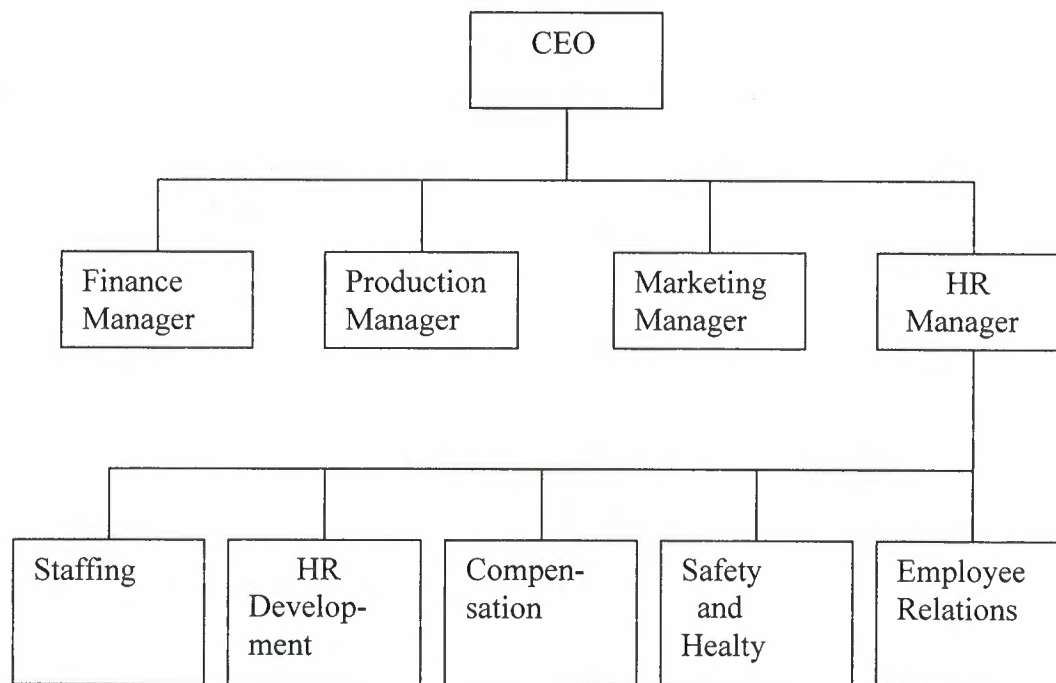 CEO
Finance
Manager
Production
Manager
Marketing
Manager
HR
Manager
Staffing
HR
Develop-
ment
Compen-
sation
Safety
and
Healty
Employee
Relations